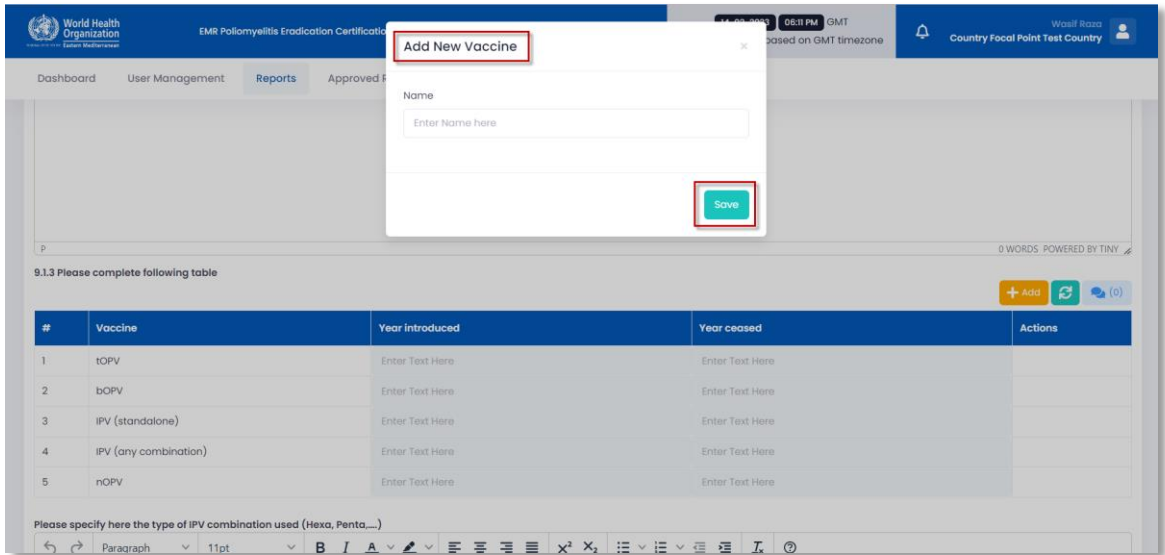 World Health
Organization
Eastern Mediterranean
EMR Poliomyelitis Eradication Certificatio
06:11 PM GMT
based on GMT timezone
Wasif Raza
Country Focal Point Test Country
Dashboard User Management Reports Approved
Add New Vaccine ×
Name
Enter Name here
Save
P 0 WORDS POWERED BY TINY
9.1.3 Please complete following table
+ Add (0)
# Vaccine Year introduced Year ceased Actions
1 tOPV Enter Text Here Enter Text Here
2 bOPV Enter Text Here Enter Text Here
3 IPV (standalone) Enter Text Here Enter Text Here
4 IPV (any combination) Enter Text Here Enter Text Here
5 nOPV Enter Text Here Enter Text Here
Please specify here the type of IPV combination used (Hexa, Penta,....)
Paragraph 11pt B I A X² X₂ Tx